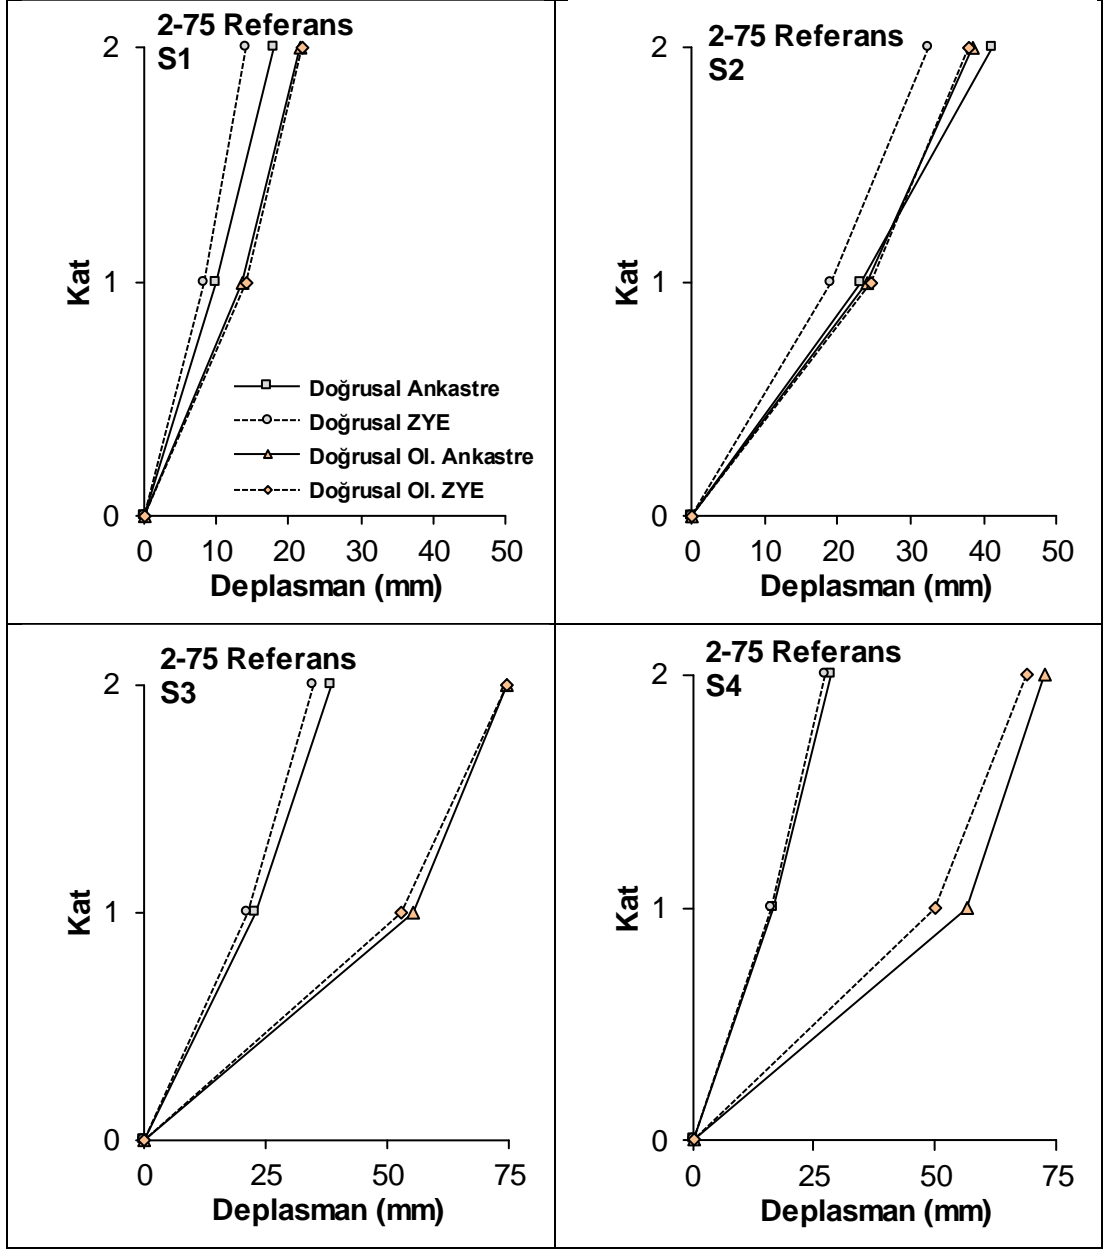 2-75 Referans
S1
2
1
0
Kat
Doğrusal Ankastre
Doğrusal ZYE
Doğrusal Ol. Ankastre
Doğrusal Ol. ZYE
0 10 20 30 40 50
Deplasman (mm)
2-75 Referans
S2
2
1
0
Kat
0 10 20 30 40 50
Deplasman (mm)
2-75 Referans
S3
2
1
0
Kat
0 25 50 75
Deplasman (mm)
2-75 Referans
S4
2
1
0
Kat
0 25 50 75
Deplasman (mm)